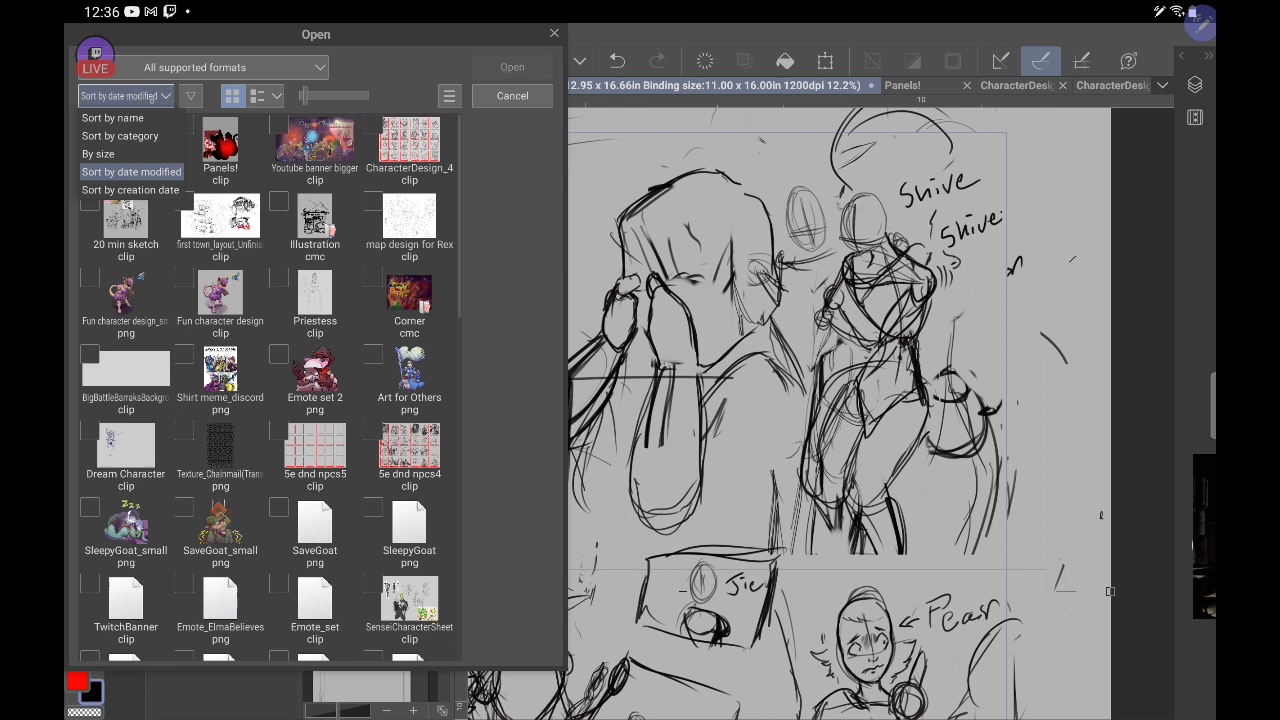 12:36
Open
LIVE
All supported formats
Open
Sort by date modified
Cancel
Sort by name
Sort by category
By size
Sort by date modified
Sort by creation date
Panels!
clip
Youtube banner bigger
clip
CharacterDesign_4
clip
20 min sketch
clip
first town_layout_Unfinis
clip
Illustration
cmc
map design for Rex
clip
Fun character design_sm
png
Fun character design
clip
Priestess
clip
Corner
cmc
BigBattleBarraksBackgro
clip
Shirt meme_discord
png
Emote set 2
png
Art for Others
png
Dream Character
clip
Texture_Chainmail(Trans
png
5e dnd npcs5
clip
5e dnd npcs4
clip
SleepyGoat_small
png
SaveGoat_small
png
SaveGoat
clip
SleepyGoat
clip
TwitchBanner
clip
Emote_ElmaBelieves
png
Emote_set
clip
SenseiCharacterSheet
clip
2.95 x 16.66in Binding size:11.00 x 16.00in 1200dpi 12.2%)
Panels!
CharacterDesi
CharacterDesi
Shive
Shive
Fear